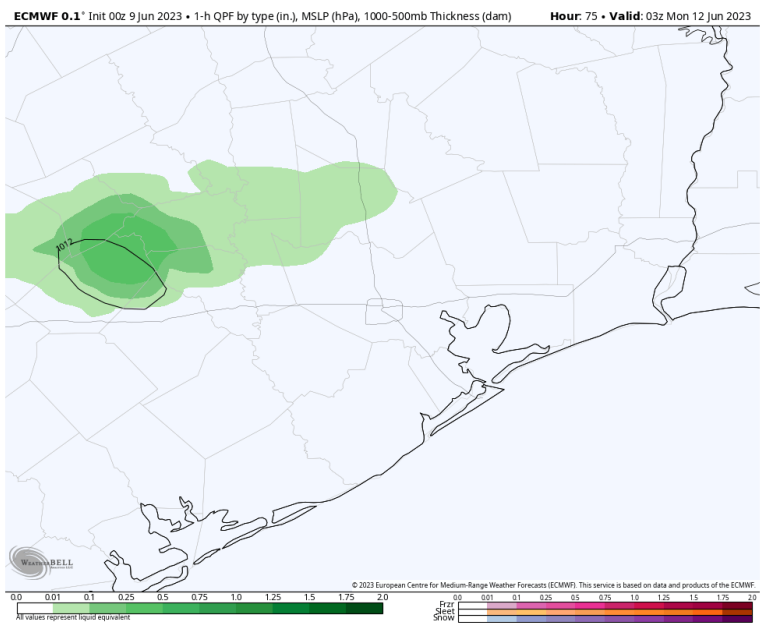 ECMWF 0.1° Init 00z 9 Jun 2023 • 1-h QPF by type (in.), MSLP (hPa), 1000-500mb Thickness (dam) Hour: 75 • Valid: 03z Mon 12 Jun 2023
1012
WEATHERBELL
© 2023 European Centre for Medium-Range Weather Forecasts (ECMWF). This service is based on data and products of the ECMWF.
0.0 0.01 0.1 0.25 0.5 0.75 1.0 1.25 1.5 1.75 2.0
All values represent liquid equivalent
0.0 0.01 0.1 0.25 0.5 0.75 1.0 1.25 1.5 1.75 2.0
Frzr
Sleet
Snow